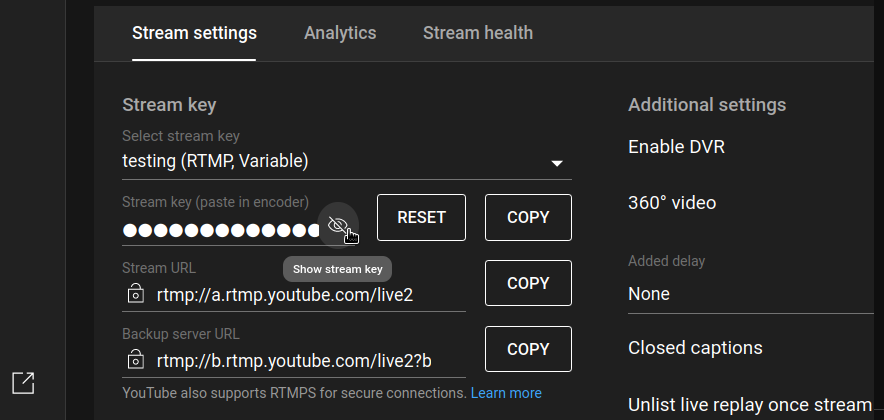 Stream settings Analytics Stream health
Stream key
Select stream key
testing (RTMP, Variable)
Stream key (paste in encoder)
●●●●●●●●●●●●●
RESET
COPY
Show stream key
Stream URL
rtmp://a.rtmp.youtube.com/live2
COPY
Backup server URL
rtmp://b.rtmp.youtube.com/live2?b
COPY
YouTube also supports RTMPS for secure connections. Learn more
Additional settings
Enable DVR
360° video
Added delay
None
Closed captions
Unlist live replay once stream